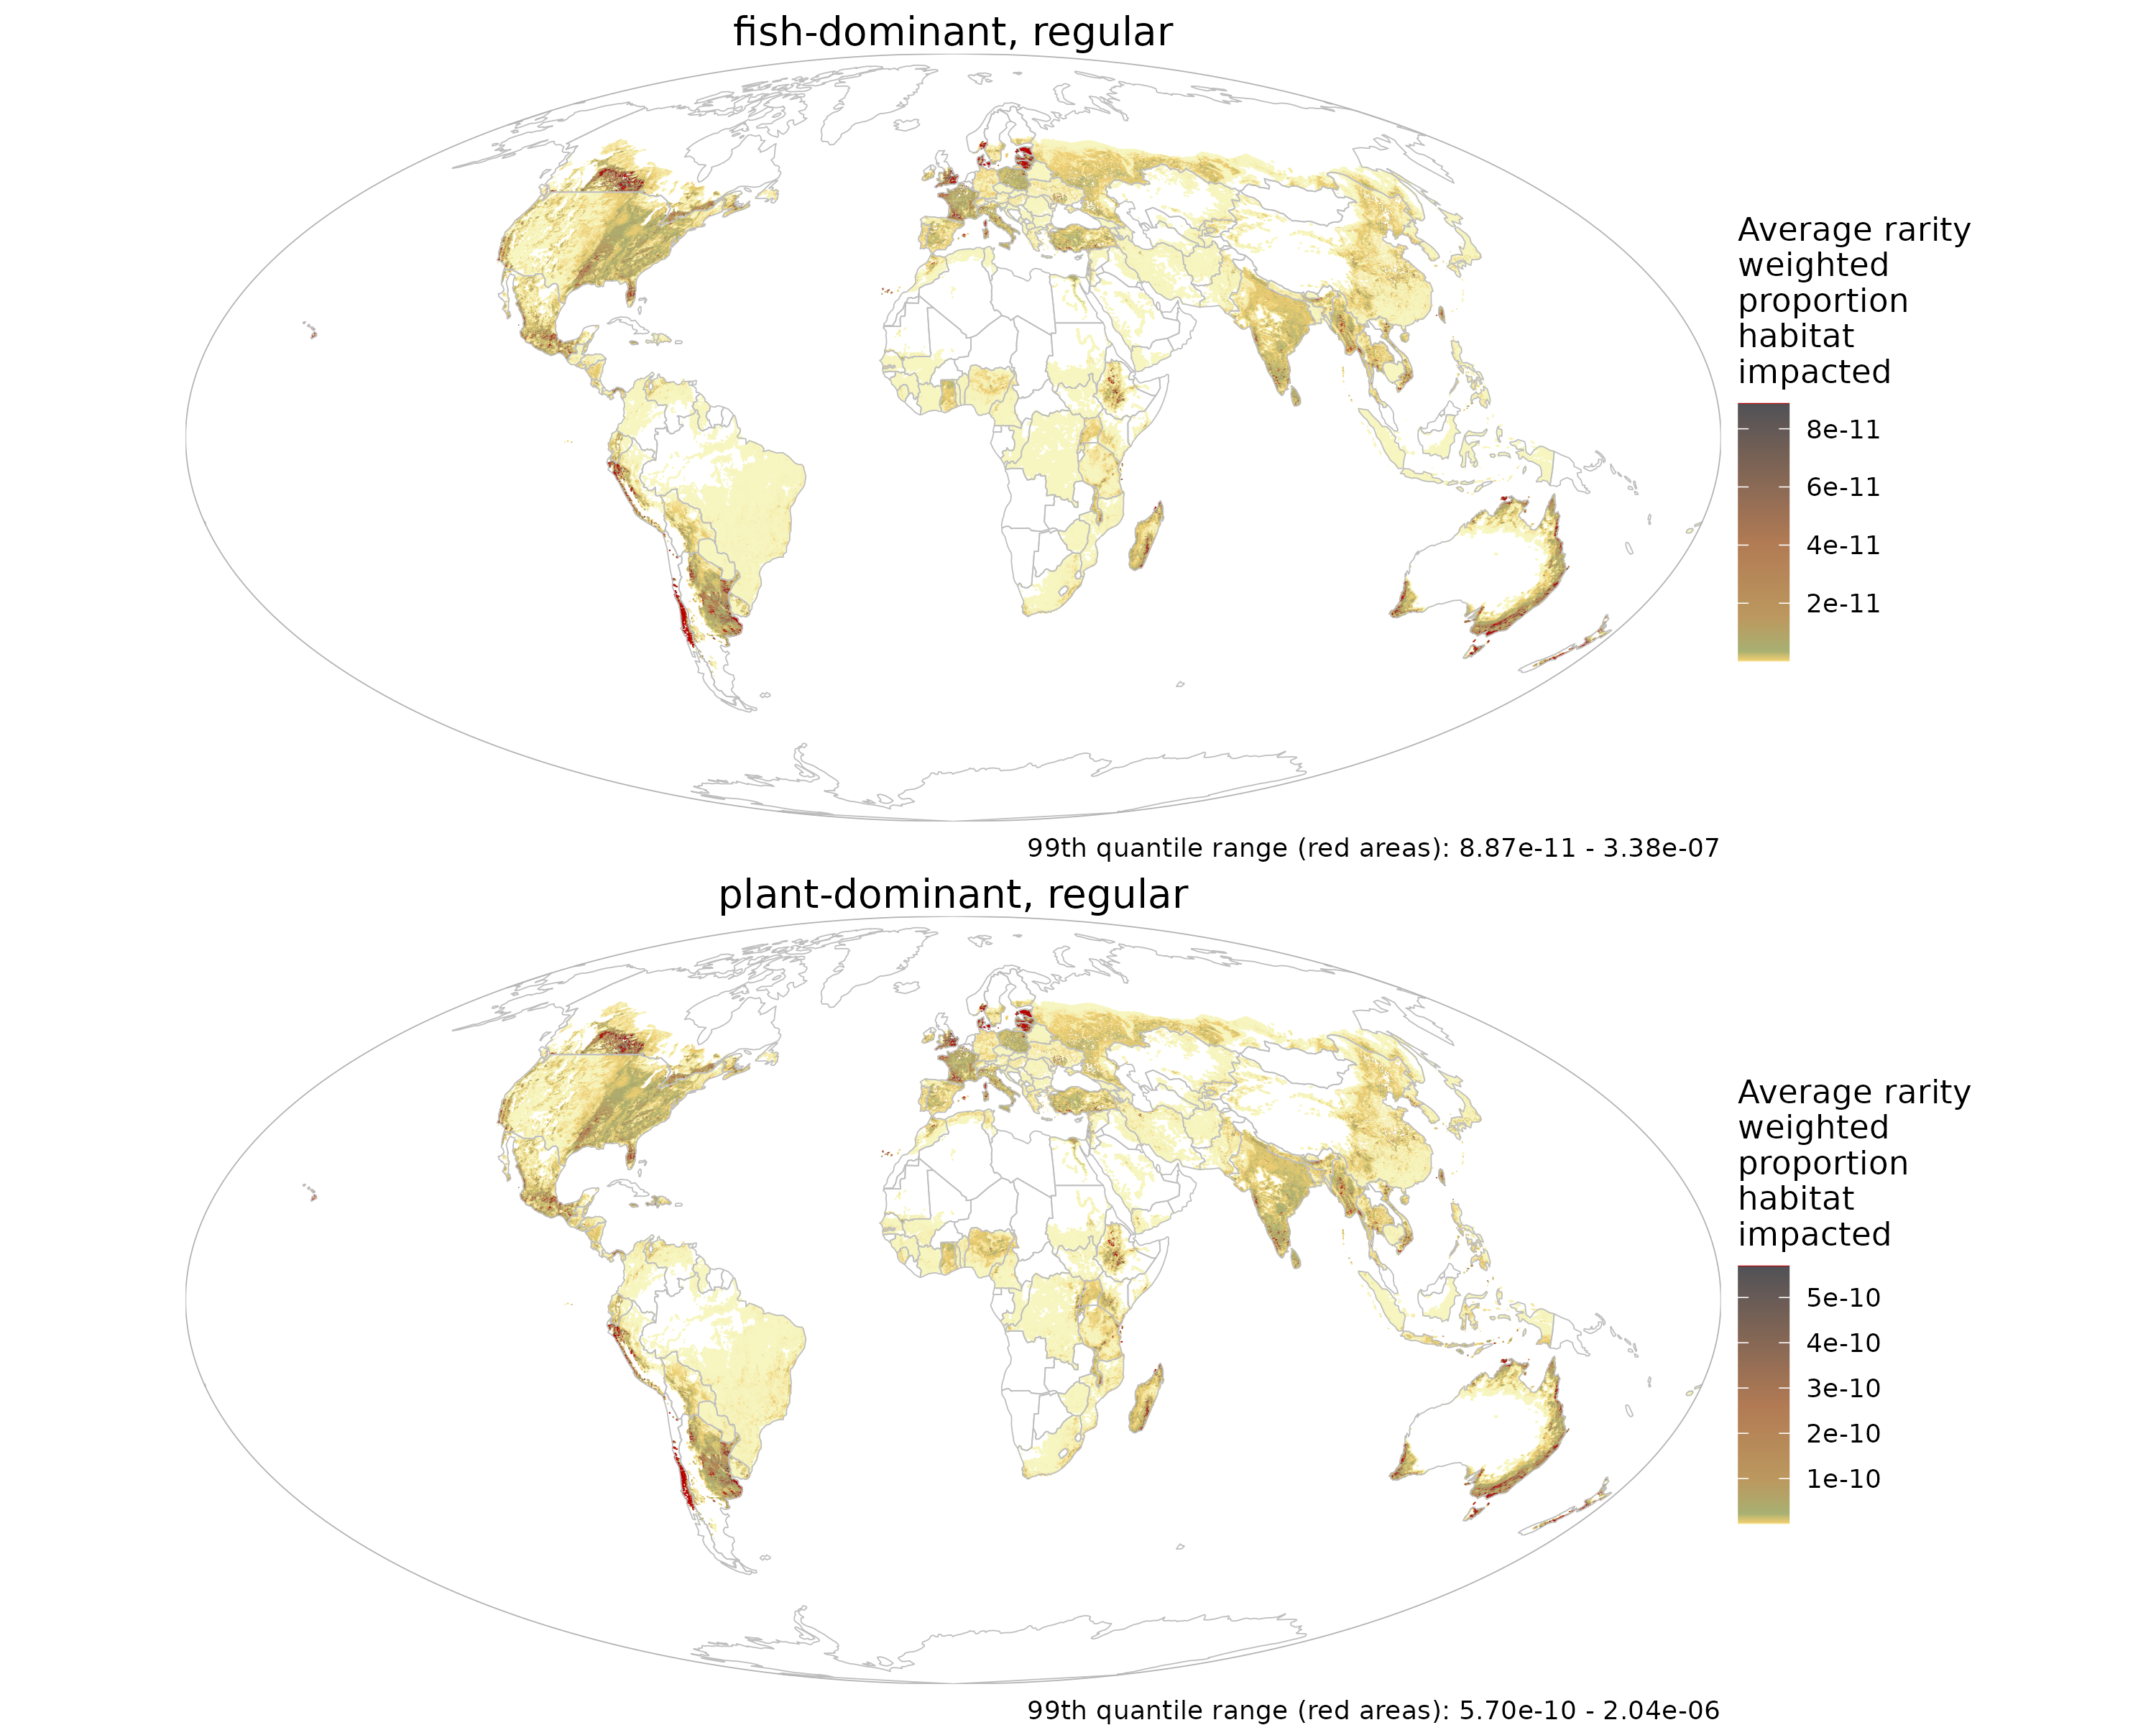 fish-dominant, regular
Average rarity
weighted
proportion
habitat
impacted
8e-11
6e-11
4e-11
2e-11
99th quantile range (red areas): 8.87e-11 - 3.38e-07
plant-dominant, regular
Average rarity
weighted
proportion
habitat
impacted
5e-10
4e-10
3e-10
2e-10
1e-10
99th quantile range (red areas): 5.70e-10 - 2.04e-06